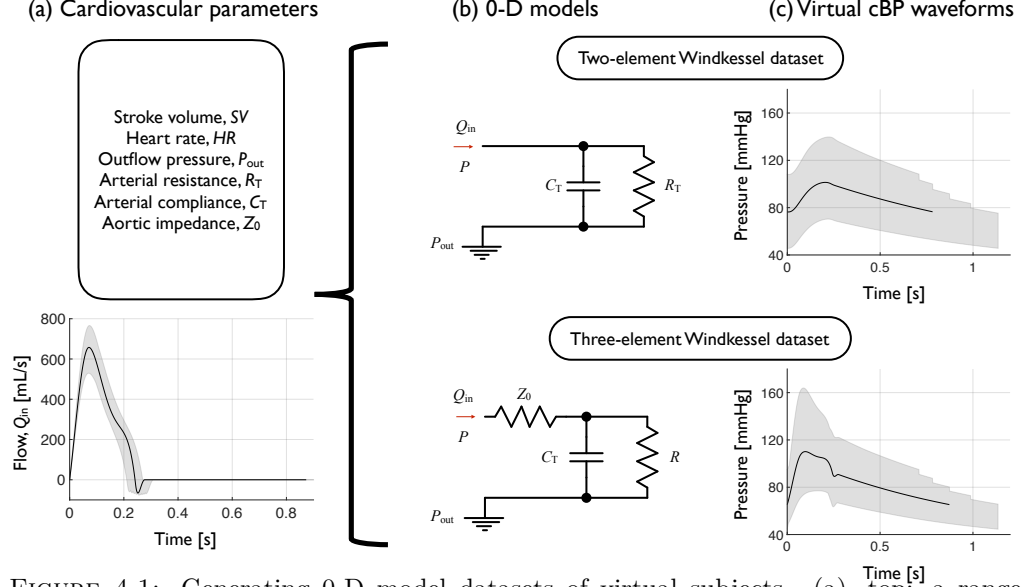 (a) Cardiovascular parameters
Stroke volume, SV
Heart rate, HR
Outflow pressure, Pout
Arterial resistance, RT
Arterial compliance, CT
Aortic impedance, Z0
800
600
400
200
0
Flow, Qin [mL/s]
0 0.2 0.4 0.6 0.8
Time [s]
(b) 0-D models
Two-element Windkessel dataset
Qin
P
CT
RT
Pout
Three-element Windkessel dataset
Qin
Z0
P
CT
R
Pout
(c) Virtual cBP waveforms
160
120
80
40
Pressure [mmHg]
0 0.5 1
Time [s]
160
120
80
40
Pressure [mmHg]
0 0.5 1
Time [s]
FIGURE 4.1: Generating 0-D model datasets of virtual subjects. (a), top: a range